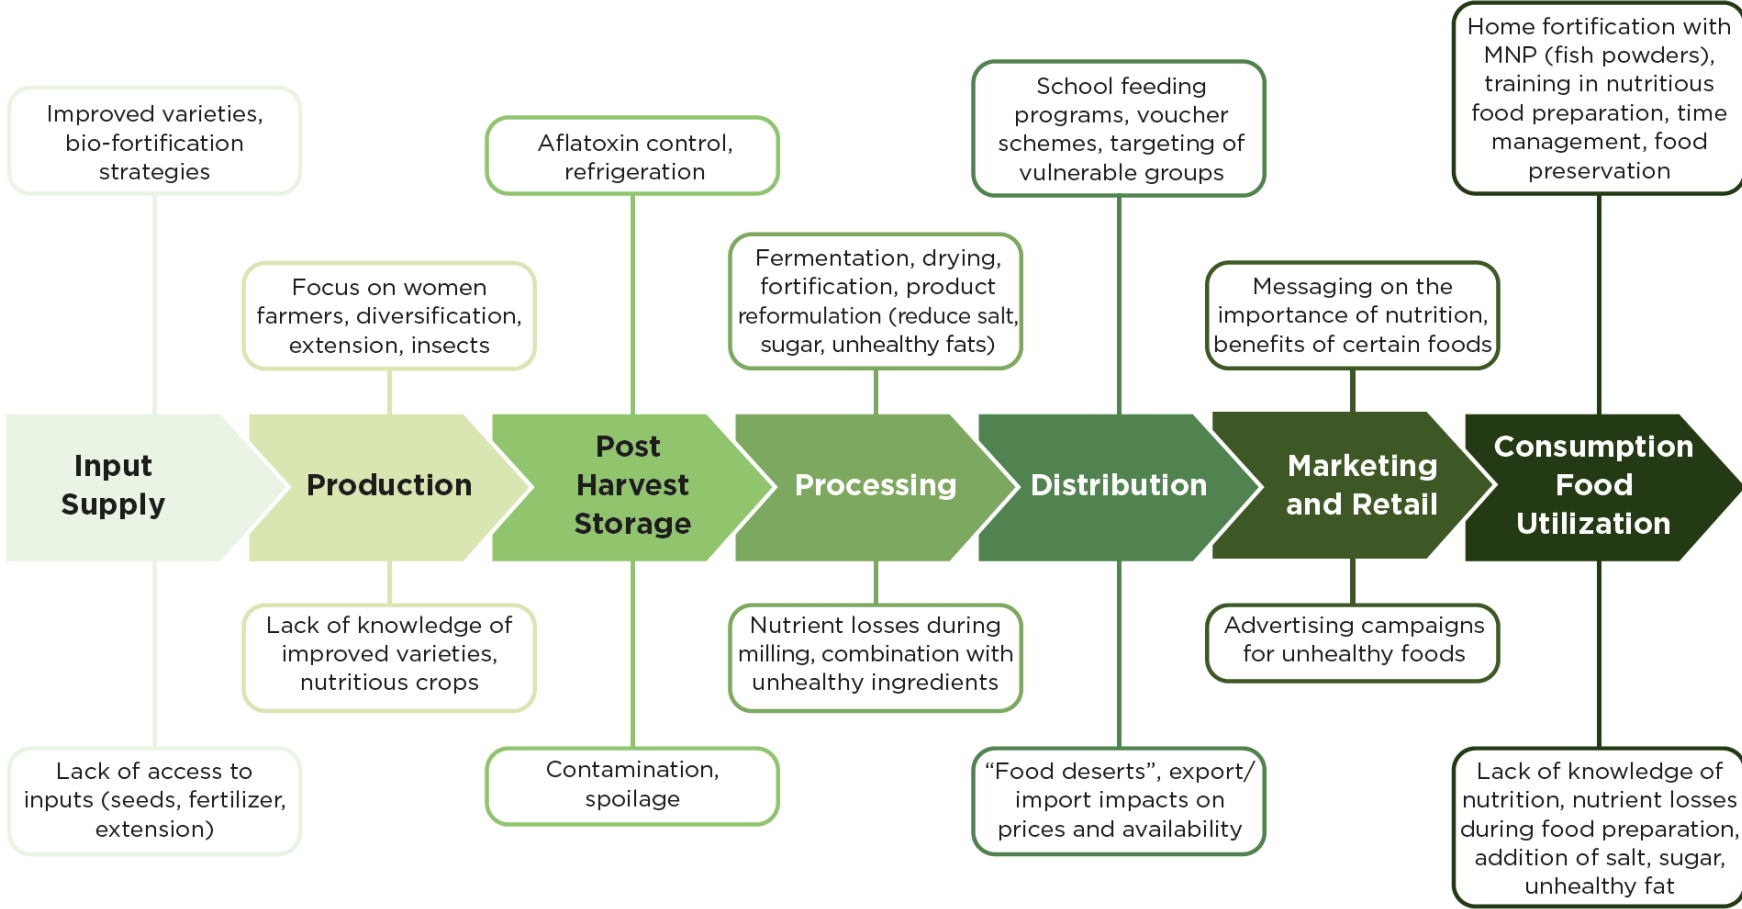 Improved varieties,
bio-fortification
strategies
Focus on women
farmers, diversification,
extension, insects
Aflatoxin control,
refrigeration
Fermentation, drying,
fortification, product
reformulation (reduce salt,
sugar, unhealthy fats)
School feeding
programs, voucher
schemes, targeting of
vulnerable groups
Messaging on the
importance of nutrition,
benefits of certain foods
Home fortification with
MNP (fish powders),
training in nutritious
food preparation, time
management, food
preservation
Input
Supply
Production
Post
Harvest
Storage
Processing
Distribution
Marketing
and Retail
Consumption
Food
Utilization
Lack of access to
inputs (seeds, fertilizer,
extension)
Lack of knowledge of
improved varieties,
nutritious crops
Contamination,
spoilage
Nutrient losses during
milling, combination with
unhealthy ingredients
“Food deserts”, export/
import impacts on
prices and availability
Advertising campaigns
for unhealthy foods
Lack of knowledge of
nutrition, nutrient losses
during food preparation,
addition of salt, sugar,
unhealthy fat